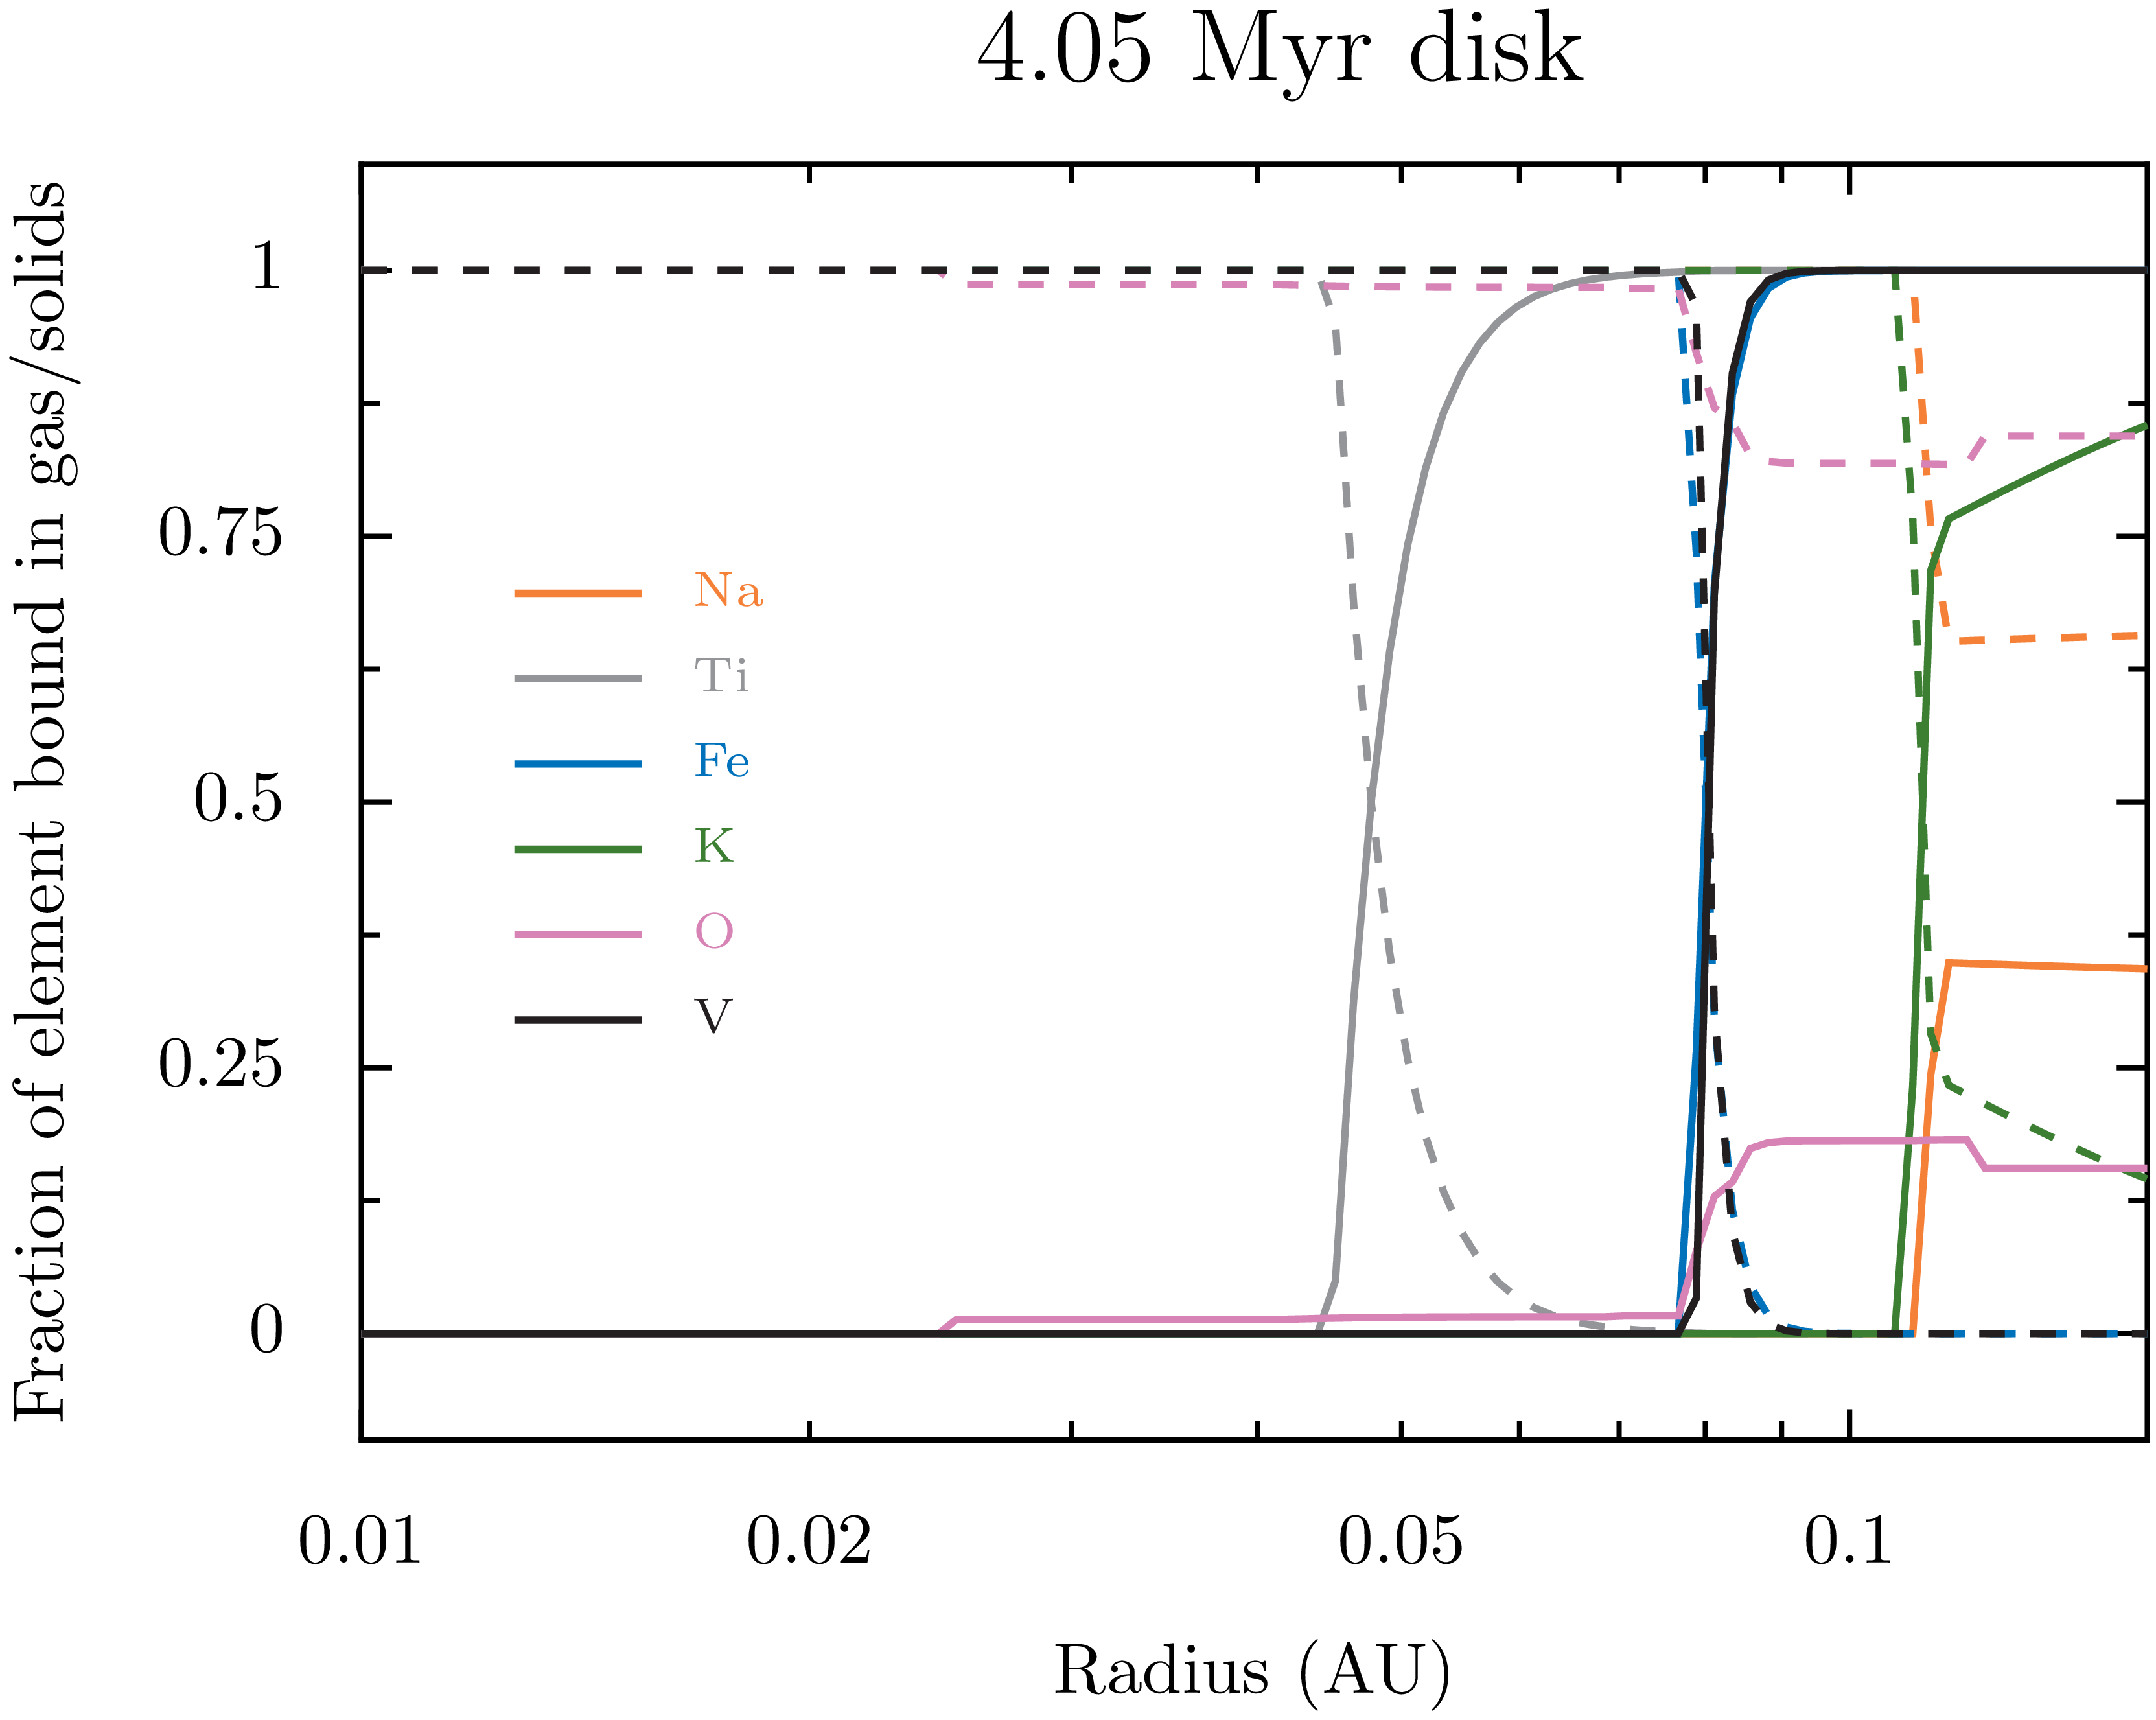 4.05 Myr disk
Fraction of element bound in gas/solids
1
0.75
0.5
0.25
0
Na
Ti
Fe
K
O
V
0.01 0.02 0.05 0.1
Radius (AU)